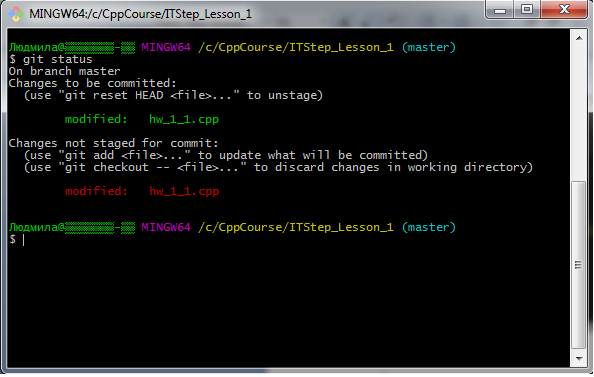 MINGW64:/c/CppCourse/ITStep_Lesson_1
Людмила@ MINGW64 /c/CppCourse/ITStep_Lesson_1 (master)
$ git status
On branch master
Changes to be committed:
(use "git reset HEAD <file>..." to unstage)
modified: hw_1_1.cpp
Changes not staged for commit:
(use "git add <file>..." to update what will be committed)
(use "git checkout -- <file>..." to discard changes in working directory)
modified: hw_1_1.cpp
Людмила@ MINGW64 /c/CppCourse/ITStep_Lesson_1 (master)
$